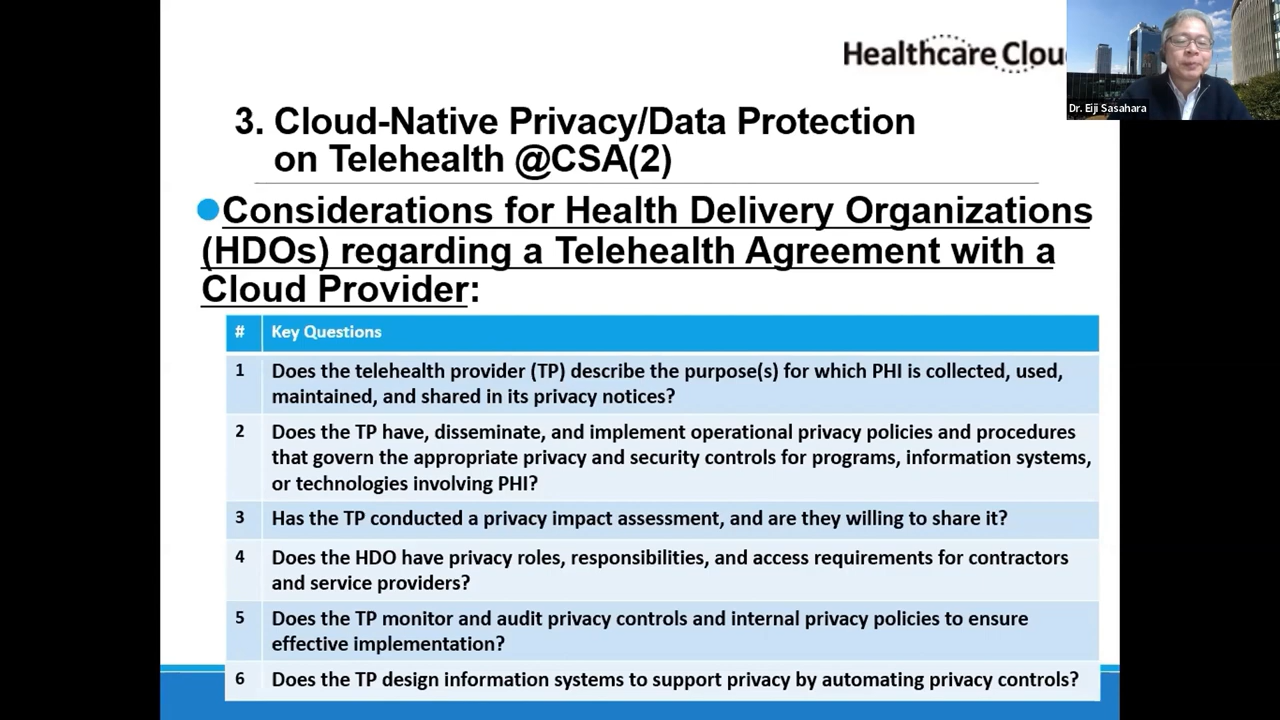 Healthcare Clou
Dr. Eiji Sasahara
3. Cloud-Native Privacy/Data Protection
on Telehealth @CSA(2)
Considerations for Health Delivery Organizations
(HDOs) regarding a Telehealth Agreement with a
Cloud Provider:
# Key Questions
1 Does the telehealth provider (TP) describe the purpose(s) for which PHI is collected, used,
maintained, and shared in its privacy notices?
2 Does the TP have, disseminate, and implement operational privacy policies and procedures
that govern the appropriate privacy and security controls for programs, information systems,
or technologies involving PHI?
3 Has the TP conducted a privacy impact assessment, and are they willing to share it?
4 Does the HDO have privacy roles, responsibilities, and access requirements for contractors
and service providers?
5 Does the TP monitor and audit privacy controls and internal privacy policies to ensure
effective implementation?
6 Does the TP design information systems to support privacy by automating privacy controls?